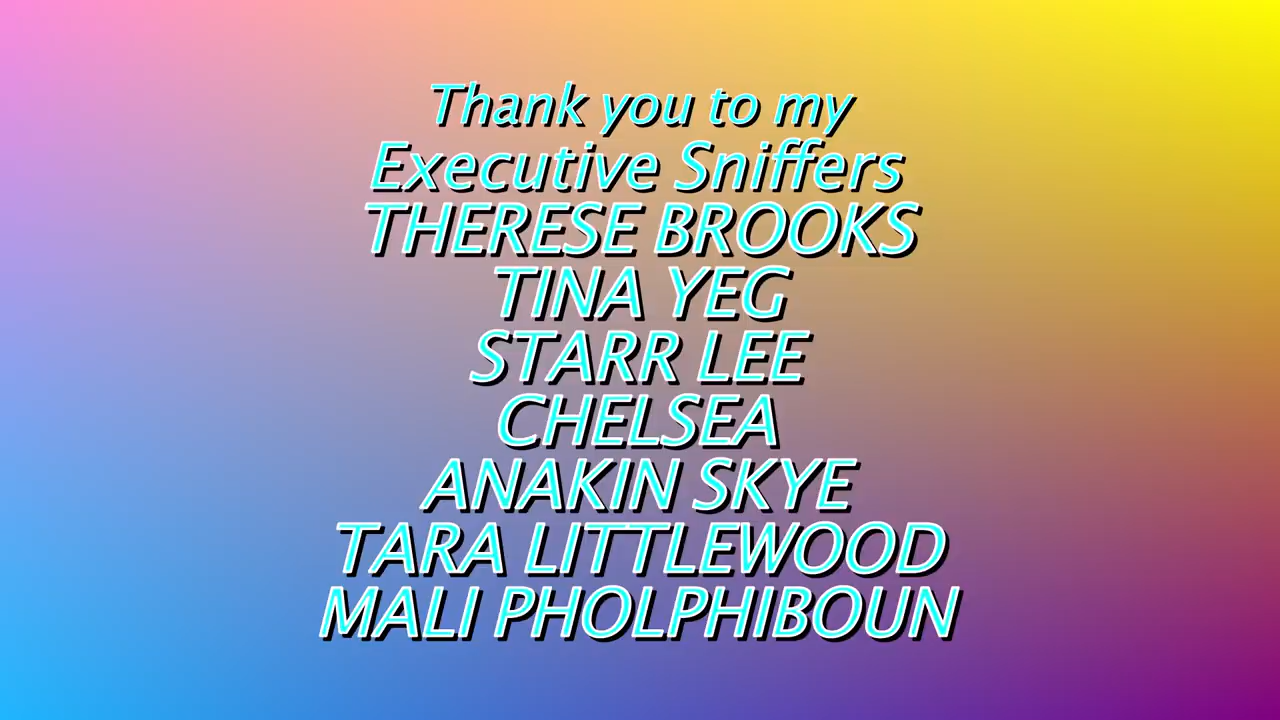 Thank you to my
Executive Sniffers
THERESE BROOKS
TINA YEG
STARR LEE
CHELSEA
ANAKIN SKYE
TARA LITTLEWOOD
MALI PHOLPHIBOUN